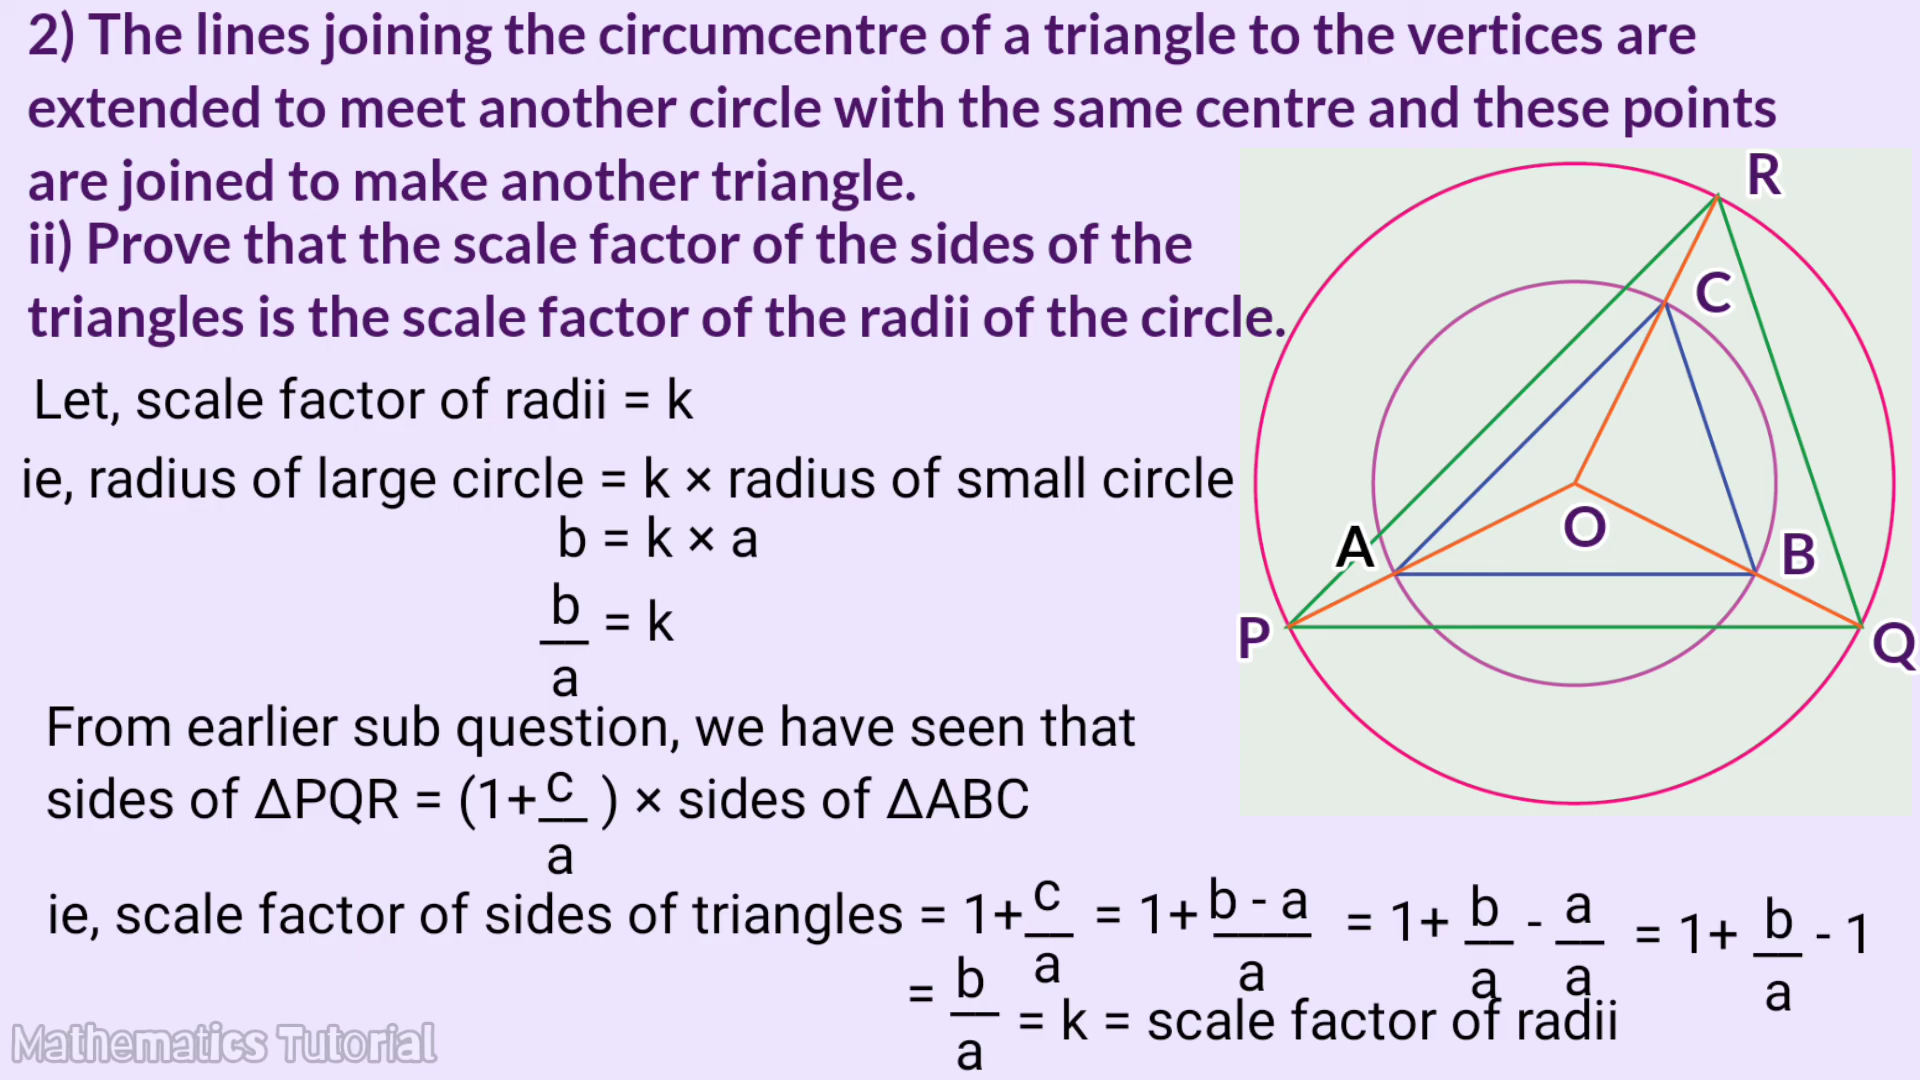 2) The lines joining the circumcentre of a triangle to the vertices are
extended to meet another circle with the same centre and these points
are joined to make another triangle.
ii) Prove that the scale factor of the sides of the
triangles is the scale factor of the radii of the circle.
Let, scale factor of radii = k
ie, radius of large circle = k × radius of small circle
b = k × a
b/a = k
From earlier sub question, we have seen that
sides of ΔPQR = (1+c/a) × sides of ΔABC
ie, scale factor of sides of triangles = 1+c/a = 1+b - a/a = 1+ b/a - a/a = 1+ b/a - 1
= b/a = k = scale factor of radii
R
C
O
A
B
P
Q
Mathematics Tutorial